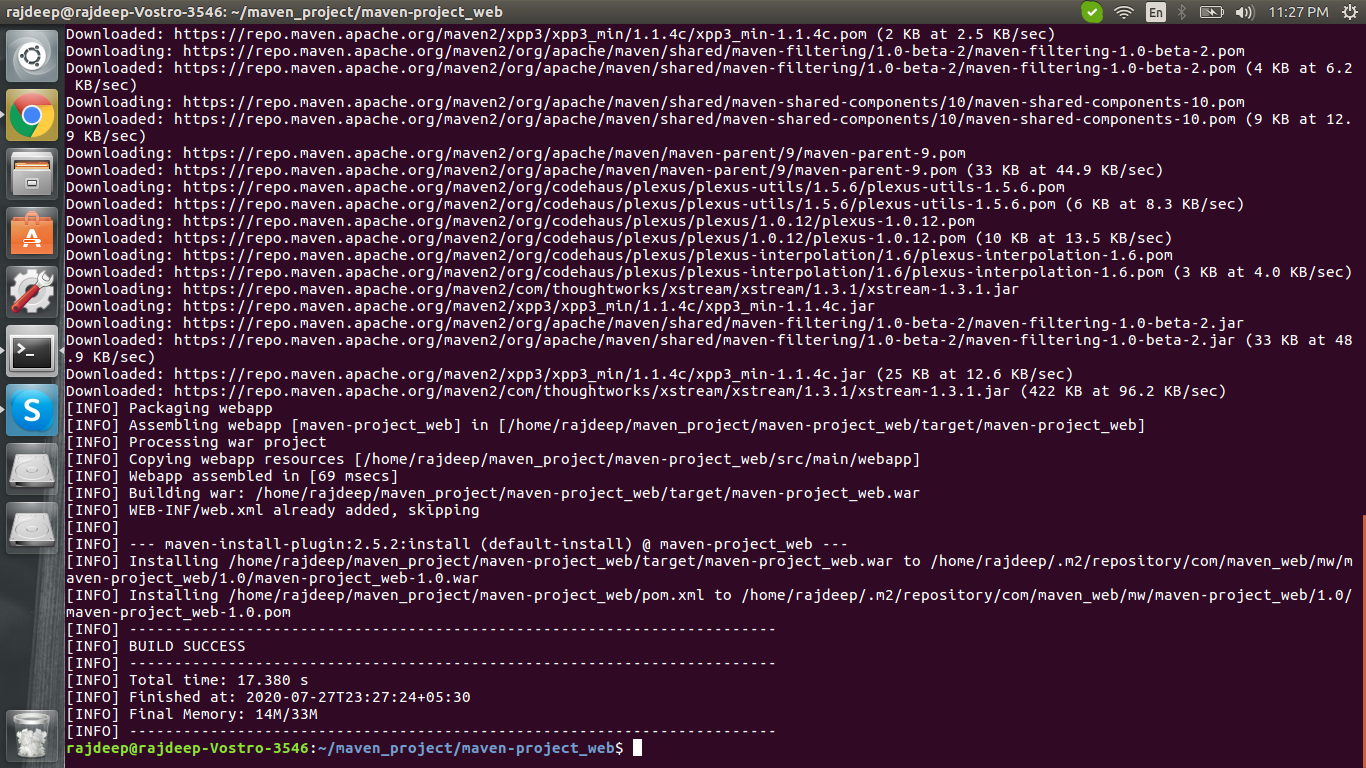 rajdeep@rajdeep-Vostro-3546: ~/maven_project/maven-project_web
En
11:27 PM
Downloaded: https://repo.maven.apache.org/maven2/xpp3/xpp3_min/1.1.4c/xpp3_min-1.1.4c.pom (2 KB at 2.5 KB/sec)
Downloading: https://repo.maven.apache.org/maven2/org/apache/maven/shared/maven-filtering/1.0-beta-2/maven-filtering-1.0-beta-2.pom
Downloaded: https://repo.maven.apache.org/maven2/org/apache/maven/shared/maven-filtering/1.0-beta-2/maven-filtering-1.0-beta-2.pom (4 KB at 6.2
 KB/sec)
Downloading: https://repo.maven.apache.org/maven2/org/apache/maven/shared/maven-shared-components/10/maven-shared-components-10.pom
Downloaded: https://repo.maven.apache.org/maven2/org/apache/maven/shared/maven-shared-components/10/maven-shared-components-10.pom (9 KB at 12.
9 KB/sec)
Downloading: https://repo.maven.apache.org/maven2/org/apache/maven/maven-parent/9/maven-parent-9.pom
Downloaded: https://repo.maven.apache.org/maven2/org/apache/maven/maven-parent/9/maven-parent-9.pom (33 KB at 44.9 KB/sec)
Downloading: https://repo.maven.apache.org/maven2/org/codehaus/plexus/plexus-utils/1.5.6/plexus-utils-1.5.6.pom
Downloaded: https://repo.maven.apache.org/maven2/org/codehaus/plexus/plexus-utils/1.5.6/plexus-utils-1.5.6.pom (6 KB at 8.3 KB/sec)
Downloading: https://repo.maven.apache.org/maven2/org/codehaus/plexus/plexus/1.0.12/plexus-1.0.12.pom
Downloaded: https://repo.maven.apache.org/maven2/org/codehaus/plexus/plexus/1.0.12/plexus-1.0.12.pom (10 KB at 13.5 KB/sec)
Downloading: https://repo.maven.apache.org/maven2/org/codehaus/plexus/plexus-interpolation/1.6/plexus-interpolation-1.6.pom
Downloaded: https://repo.maven.apache.org/maven2/org/codehaus/plexus/plexus-interpolation/1.6/plexus-interpolation-1.6.pom (3 KB at 4.0 KB/sec)
Downloading: https://repo.maven.apache.org/maven2/com/thoughtworks/xstream/xstream/1.3.1/xstream-1.3.1.jar
Downloading: https://repo.maven.apache.org/maven2/xpp3/xpp3_min/1.1.4c/xpp3_min-1.1.4c.jar
Downloading: https://repo.maven.apache.org/maven2/org/apache/maven/shared/maven-filtering/1.0-beta-2/maven-filtering-1.0-beta-2.jar
Downloaded: https://repo.maven.apache.org/maven2/org/apache/maven/shared/maven-filtering/1.0-beta-2/maven-filtering-1.0-beta-2.jar (33 KB at 48
.9 KB/sec)
Downloaded: https://repo.maven.apache.org/maven2/xpp3/xpp3_min/1.1.4c/xpp3_min-1.1.4c.jar (25 KB at 12.6 KB/sec)
Downloaded: https://repo.maven.apache.org/maven2/com/thoughtworks/xstream/xstream/1.3.1/xstream-1.3.1.jar (422 KB at 96.2 KB/sec)
[INFO] Packaging webapp
[INFO] Assembling webapp [maven-project_web] in [/home/rajdeep/maven_project/maven-project_web/target/maven-project_web]
[INFO] Processing war project
[INFO] Copying webapp resources [/home/rajdeep/maven_project/maven-project_web/src/main/webapp]
[INFO] Webapp assembled in [69 msecs]
[INFO] Building war: /home/rajdeep/maven_project/maven-project_web/target/maven-project_web.war
[INFO] WEB-INF/web.xml already added, skipping
[INFO]
[INFO] --- maven-install-plugin:2.5.2:install (default-install) @ maven-project_web ---
[INFO] Installing /home/rajdeep/maven_project/maven-project_web/target/maven-project_web.war to /home/rajdeep/.m2/repository/com/maven_web/mw/m
aven-project_web/1.0/maven-project_web-1.0.war
[INFO] Installing /home/rajdeep/maven_project/maven-project_web/pom.xml to /home/rajdeep/.m2/repository/com/maven_web/mw/maven-project_web/1.0/
maven-project_web-1.0.pom
[INFO] ------------------------------------------------------------------------
[INFO] BUILD SUCCESS
[INFO] ------------------------------------------------------------------------
[INFO] Total time: 17.380 s
[INFO] Finished at: 2020-07-27T23:27:24+05:30
[INFO] Final Memory: 14M/33M
[INFO] ------------------------------------------------------------------------
rajdeep@rajdeep-Vostro-3546:~/maven_project/maven-project_web$